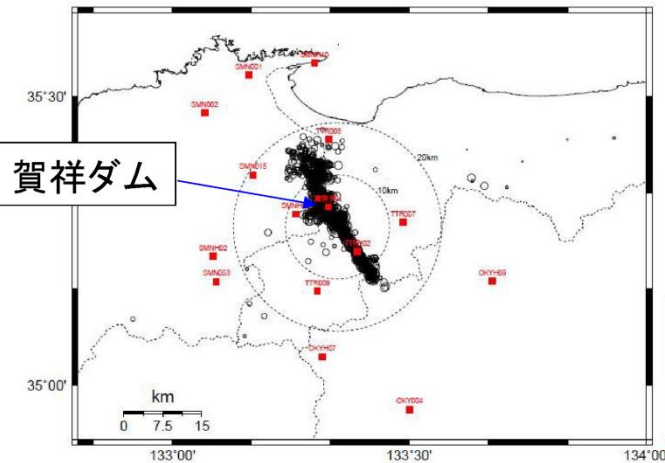 SMN001
35°30'
SMN002
TTR008
20km
SMN015
賀祥ダム
10km
TTR007
SMNH02
SMN003
OKYH09
TTR009
OKYH07
35°00'
OKY004
km
0 7.5 15
133°00'
133°30'
134°00'